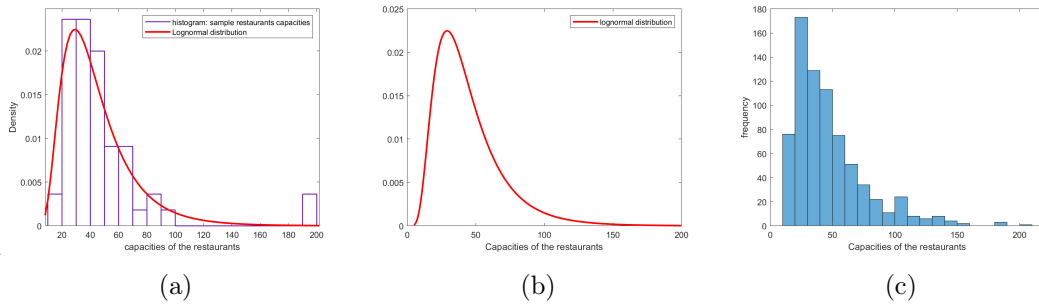 histogram: sample restaurants capacities
Lognormal distribution
0.02
0.015
0.01
0.005
0
Density
20 40 60 80 100 120 140 160 180 200
capacities of the restaurants
(a)
lognormal distribution
0.025
0.02
0.015
0.01
0.005
0
0 50 100 150 200
Capacities of the restaurants
(b)
180
160
140
120
100
80
60
40
20
0
frequency
0 50 100 150 200
Capacities of the restaurants
(c)